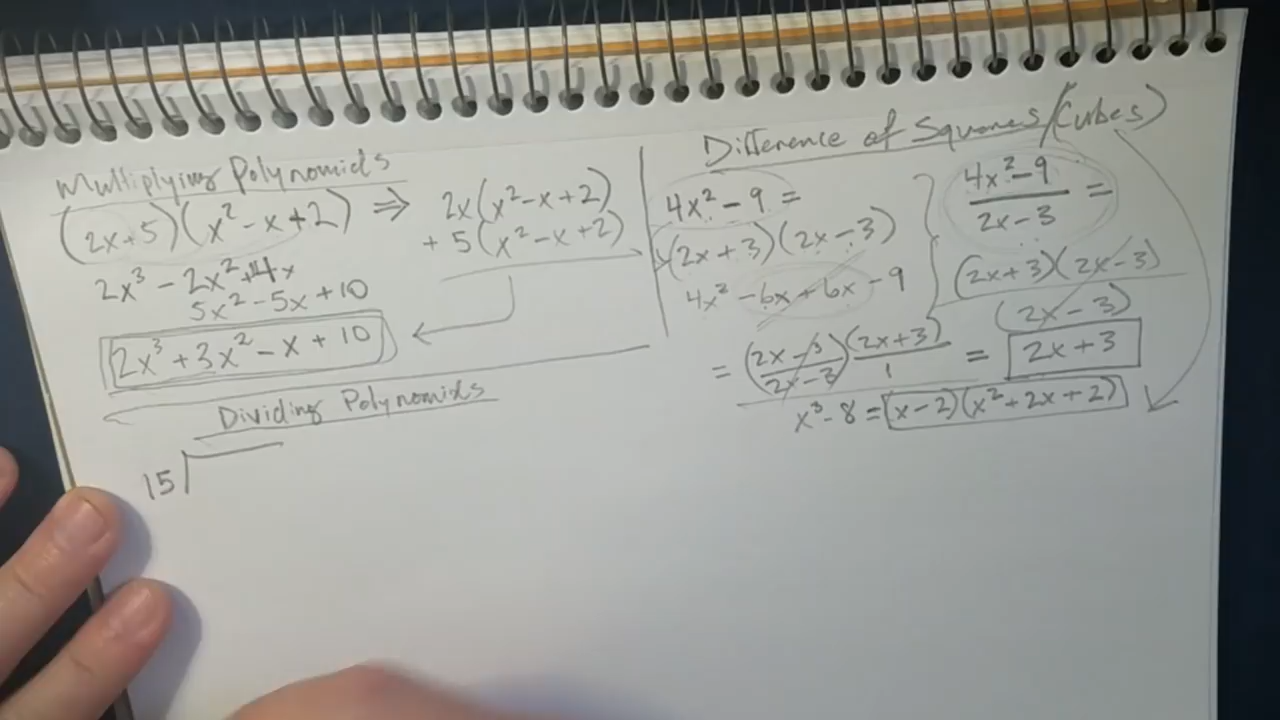 Multiplying Polynomials
(2x+5)(x²-x+2) ⇒ 2x(x²-x+2)
+ 5(x²-x+2)
2x³ - 2x² + 4x
5x² - 5x + 10
2x³ + 3x² - x + 10
Difference of Squares/(Cubes)
4x² - 9 =
(2x+3)(2x-3)
4x² - 6x + 6x - 9
4x²-9 / 2x-3 =
(2x+3)(2x-3) / (2x-3)
= (2x-3 / 2x-3) (2x+3) / 1 = 2x+3
x³ - 8 = (x-2)(x²+2x+2)
Dividing Polynomials
15